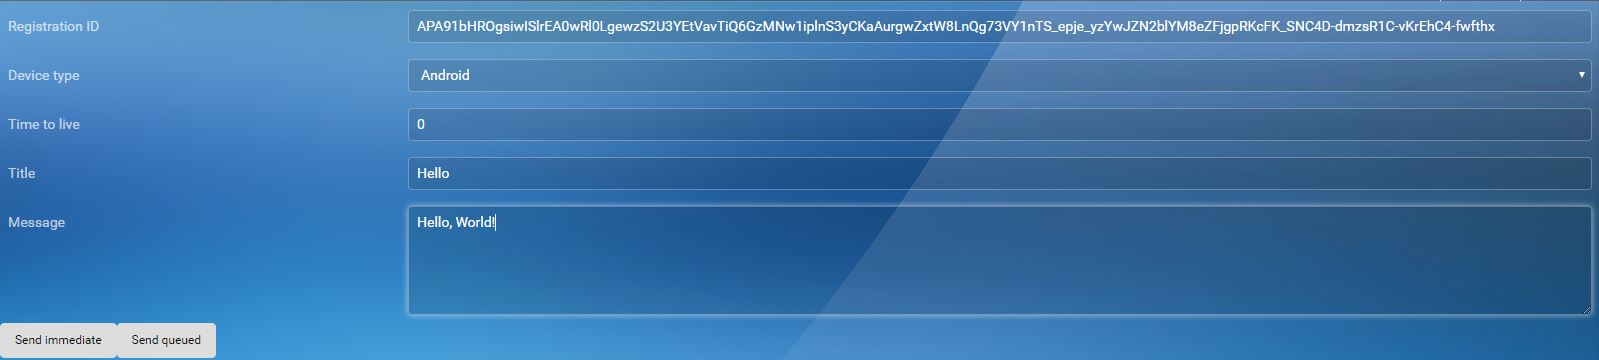 Registration ID APA91bHROgsiwISlrEA0wRl0LgewzS2U3YEtVavTiQ6GzMNw1ipInS3yCKaAurgwZxtW8LnQg73VY1nTS_epje_yzYwJZN2blYM8eZFjgpRKcFK_SNC4D-dmzsR1C-vKrEhC4-fwfthx
Device type Android
Time to live 0
Title Hello
Message Hello, World!
Send immediate Send queued